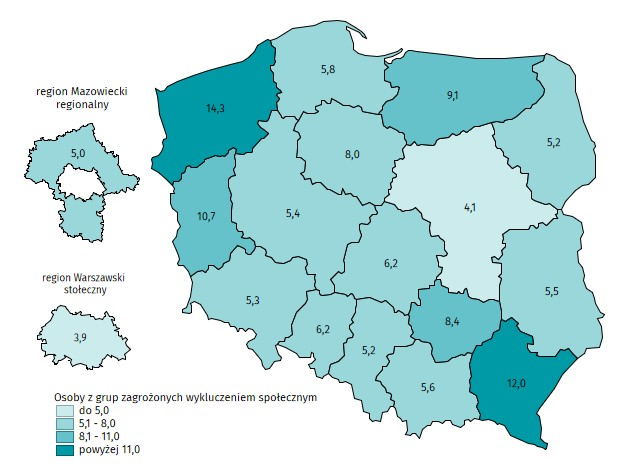 5,8
9,1
14,3
region Mazowiecki
regionalny
5,0
8,0
5,2
4,1
10,7
5,4
6,2
5,5
region Warszawski
stołeczny
5,3
3,9
6,2
8,4
5,2
5,6
12,0
Osoby z grup zagrożonych wykluczeniem społecznym
do 5,0
5,1 - 8,0
8,1 - 11,0
powyżej 11,0